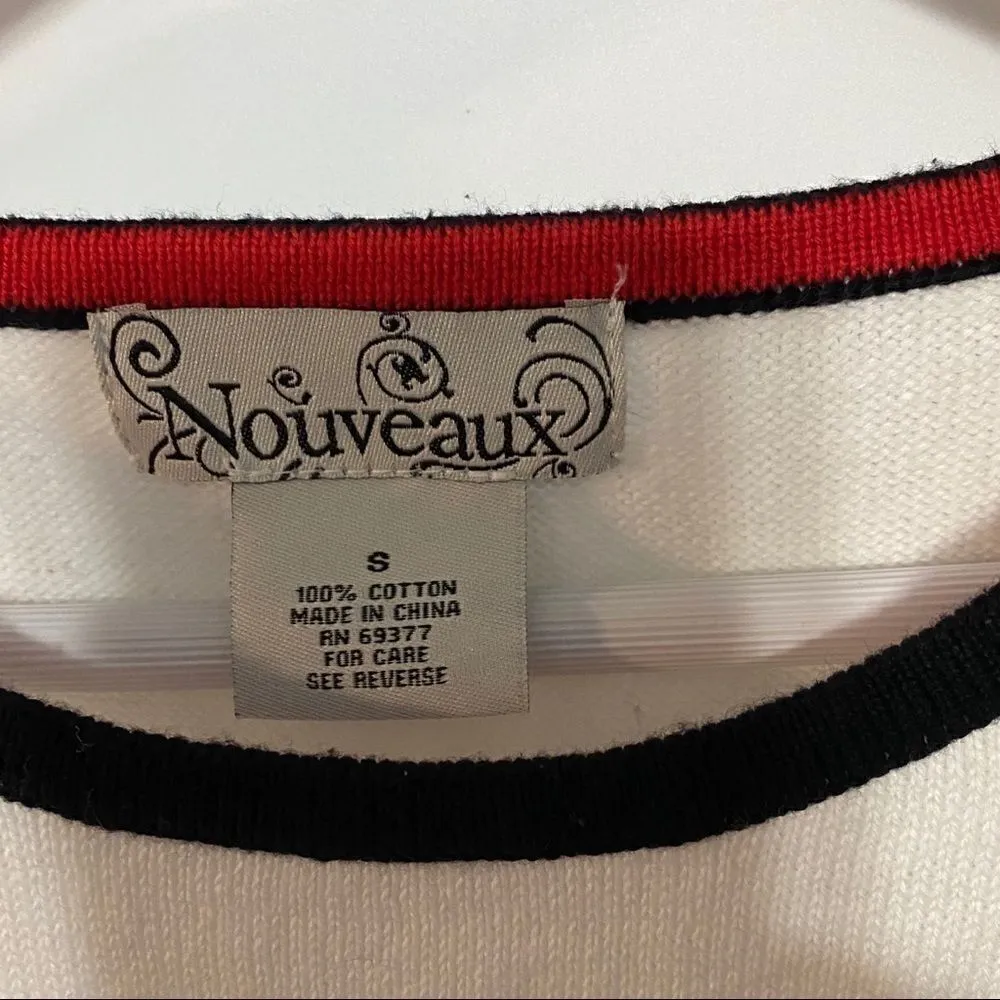 Nouveaux
S
100% COTTON
MADE IN CHINA
RN 69377
FOR CARE
SEE REVERSE